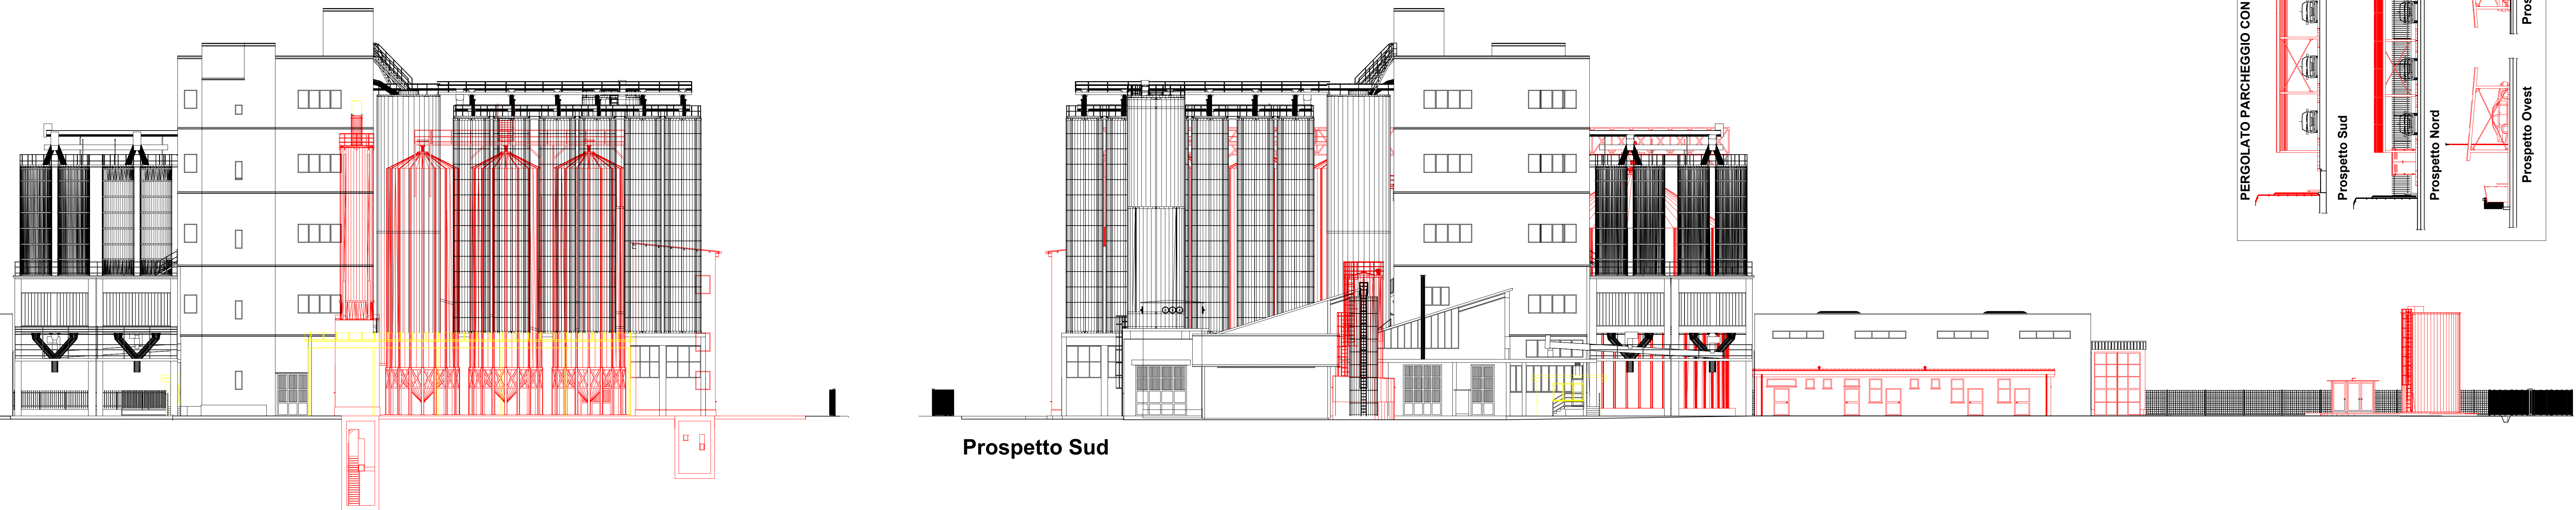 Prospetto Sud
PERGOLATO PARCHEGGIO CON
Prospetto Sud
Prospetto Nord
Prospetto Ovest